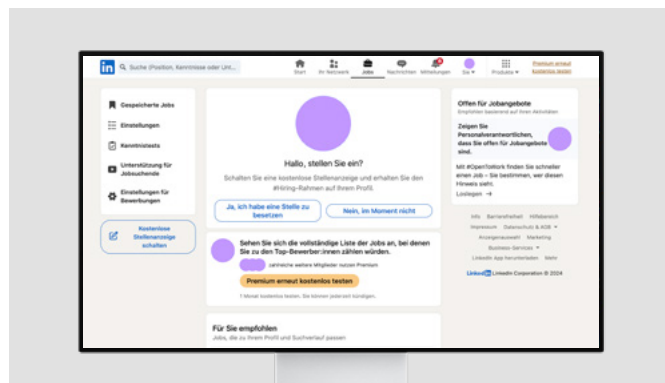 in
Suche (Position, Kenntnisse oder Unt...
Start
Ihr Netzwerk
Jobs
Nachrichten
Mitteilungen
Sie
Produkte
Premium erneut
kostenlos testen
Gespeicherte Jobs
Einstellungen
Kenntnistests
Unterstützung für
Jobsuchende
Einstellungen für
Bewerbungen
Kostenlose
Stellenanzeige
schalten
Hallo, stellen Sie ein?
Schalten Sie eine kostenlose Stellenanzeige und erhalten Sie den
#Hiring-Rahmen auf Ihrem Profil.
Ja, ich habe eine Stelle zu
besetzen
Nein, im Moment nicht
Sehen Sie sich die vollständige Liste der Jobs an, bei denen
Sie zu den Top-Bewerber:innen zählen würden.
zahlreiche weitere Mitglieder nutzen Premium
Premium erneut kostenlos testen
1 Monat kostenlos testen. Sie können jederzeit kündigen.
Für Sie empfohlen
Jobs, die zu Ihrem Profil und Suchverlauf passen
Offen für Jobangebote
Empfohlen basierend auf Ihren Aktivitäten
Zeigen Sie
Personalverantwortlichen,
dass Sie offen für Jobangebote
sind.
Mit #OpenToWork finden Sie schneller
einen Job – Sie bestimmen, wer diesen
Hinweis sieht.
Loslegen →
Info Barrierefreiheit Hilfebereich
Impressum Datenschutz & AGB
Anzeigenauswahl Marketing
Business-Services
LinkedIn App herunterladen Mehr
LinkedIn LinkedIn Corporation © 2024